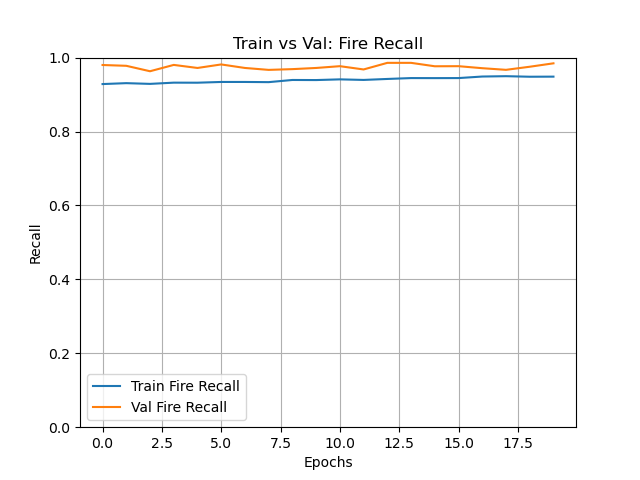 Train vs Val: Fire Recall
Recall
1.0
0.8
0.6
0.4
0.2
0.0
Train Fire Recall
Val Fire Recall
0.0 2.5 5.0 7.5 10.0 12.5 15.0 17.5
Epochs